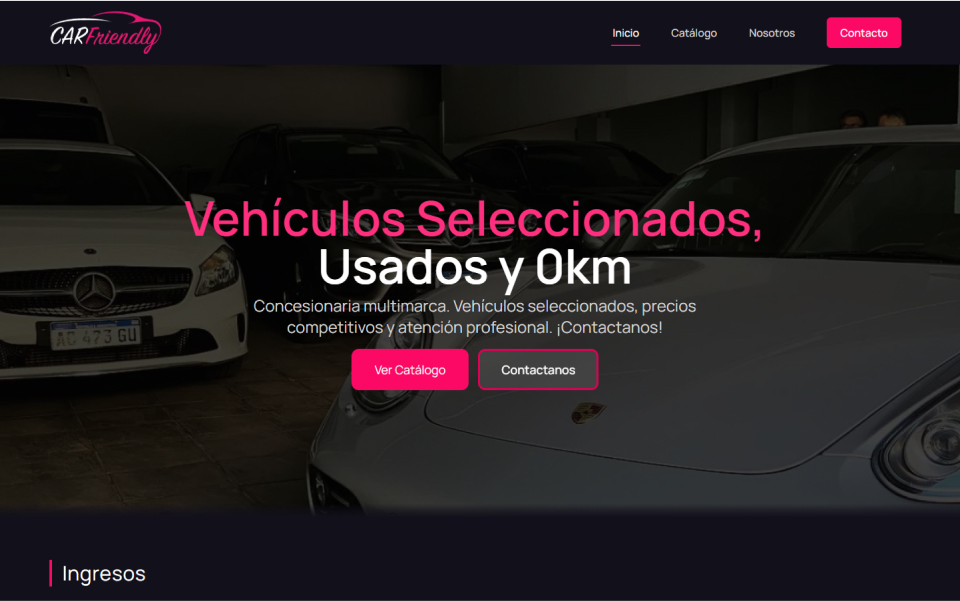 CARFriendly
Inicio
Catálogo
Nosotros
Contacto
Vehículos Seleccionados,
Usados y 0km
Concesionaria multimarca. Vehículos seleccionados, precios
competitivos y atención profesional. ¡Contactanos!
Ver Catálogo
Contactanos
AC 473 GU
Ingresos